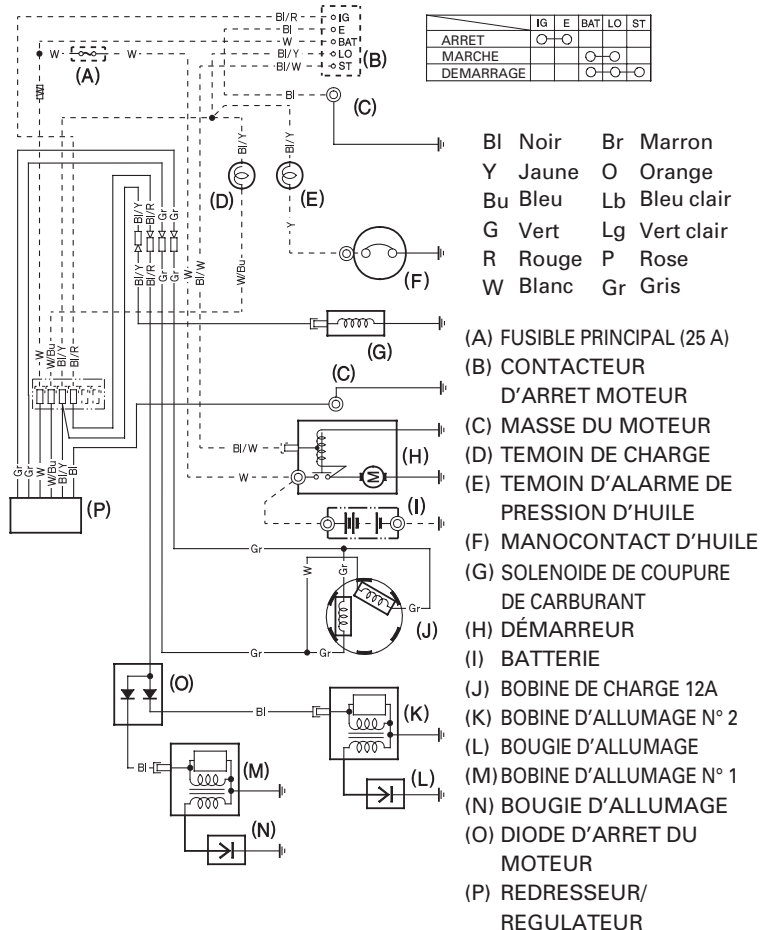 Bl/R IG
Bl E
W BAT
Bl/Y LO
Bl/W ST
(B)
W W
(A)
W
IG E BAT LO ST
ARRET
MARCHE
DEMARRAGE
Bl (C)
Bl/Y Bl/Y
(D) (E)
Bl/Y Bl/R Gr Gr
Bl/Y Bl/R Gr Gr
W Bl/W W/Bu Y
(F)
(G)
W W/Bu Bl/Y Bl/R
(C)
Bl/W (H)
W M
Gr Gr W W/Bu Bl/Y Bl
(P)
(I)
Gr
W Gr
Gr (J)
Gr Gr
(O)
Bl (K)
Bl (M)
(L)
(N)
Bl Noir Br Marron
Y Jaune O Orange
Bu Bleu Lb Bleu clair
G Vert Lg Vert clair
R Rouge P Rose
W Blanc Gr Gris
(A) FUSIBLE PRINCIPAL (25 A)
(B) CONTACTEUR
D'ARRET MOTEUR
(C) MASSE DU MOTEUR
(D) TEMOIN DE CHARGE
(E) TEMOIN D'ALARME DE
PRESSION D'HUILE
(F) MANOCONTACT D'HUILE
(G) SOLENOIDE DE COUPURE
DE CARBURANT
(H) DÉMARREUR
(I) BATTERIE
(J) BOBINE DE CHARGE 12A
(K) BOBINE D'ALLUMAGE N° 2
(L) BOUGIE D'ALLUMAGE
(M) BOBINE D'ALLUMAGE N° 1
(N) BOUGIE D'ALLUMAGE
(O) DIODE D'ARRET DU
MOTEUR
(P) REDRESSEUR/
REGULATEUR